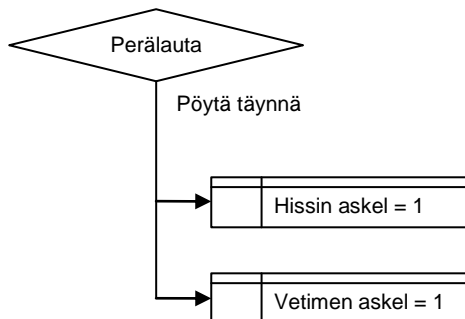 Perälauta
Pöytä täynnä
Hissin askel = 1
Vetimen askel = 1